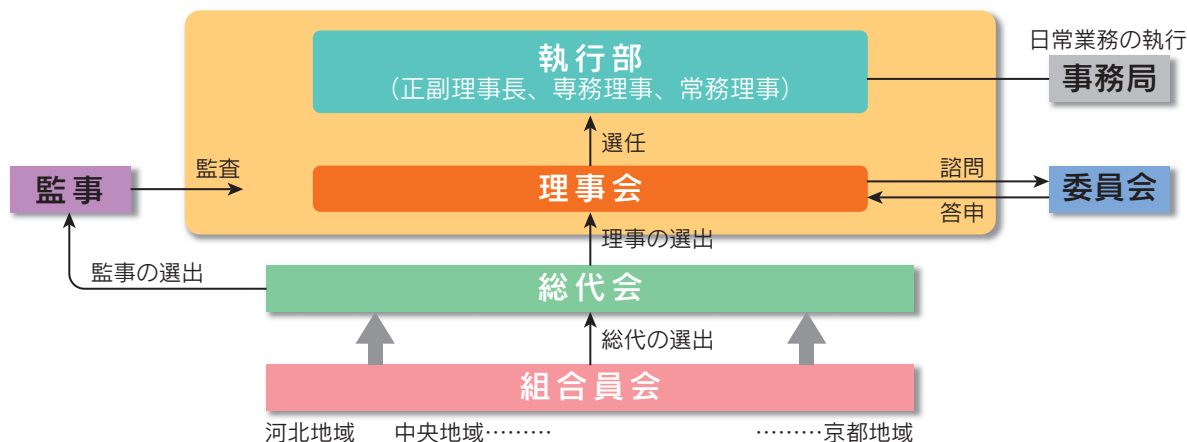 日常業務の執行
執行部
（正副理事長、専務理事、常務理事）
事務局
選任
監査
諮問
監事
理事会
委員会
答申
理事の選出
監事の選出
総代会
総代の選出
組合員会
河北地域 中央地域……… ………京都地域